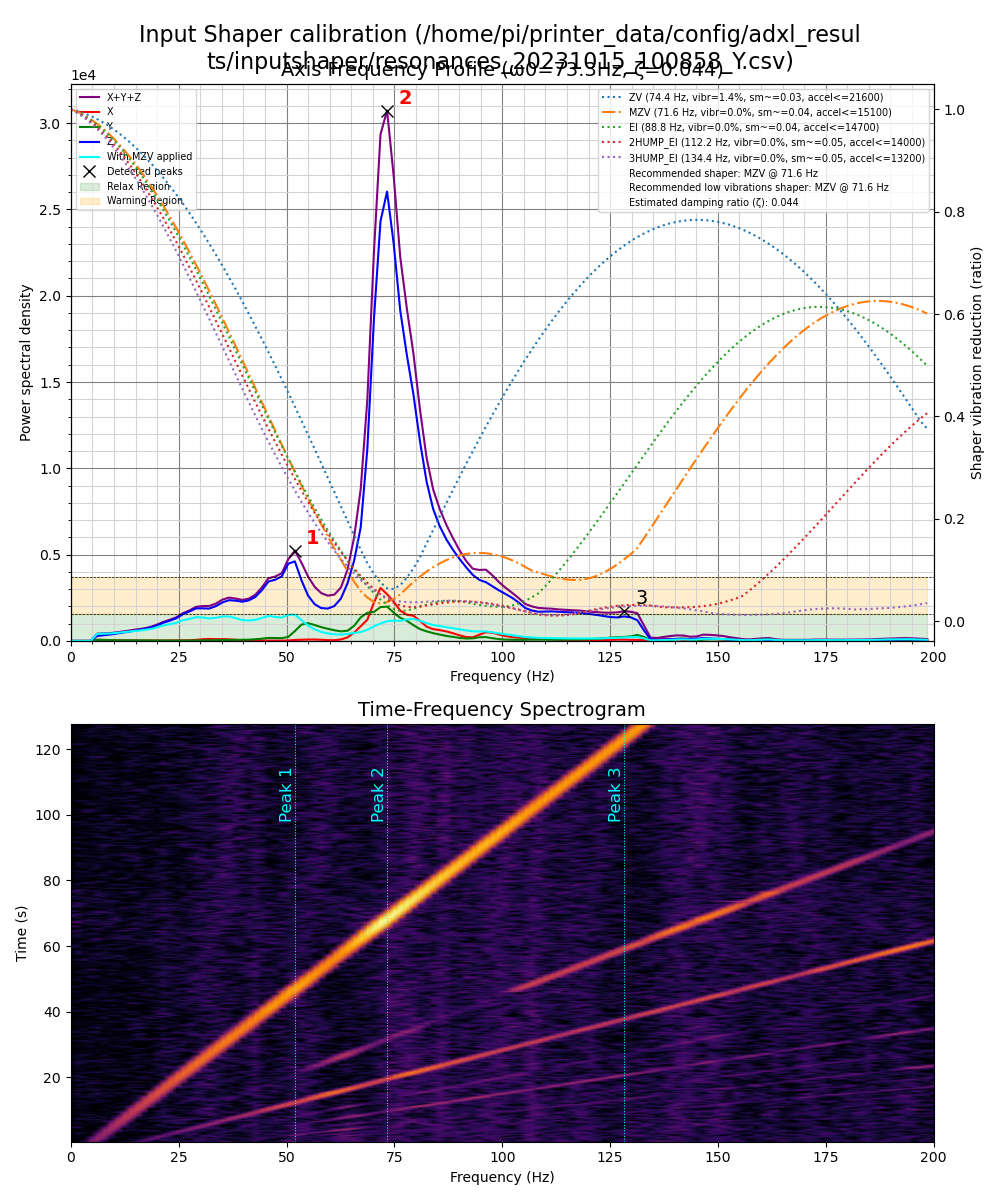 Input Shaper calibration (/home/pi/printer_data/config/adxl_resul
ts/inputshaper/resonances_20231015_100858_Y.csv)
Axis Frequency Profile (ω0=73.5Hz, ζ=0.044)
1e4
X+Y+Z
X
Y
Z
With MZV applied
Detected peaks
Relax Region
Warning Region
ZV (74.4 Hz, vibr=1.4%, sm~=0.03, accel<=21600)
MZV (71.6 Hz, vibr=0.0%, sm~=0.04, accel<=15100)
EI (88.8 Hz, vibr=0.0%, sm~=0.04, accel<=14700)
2HUMP_EI (112.2 Hz, vibr=0.0%, sm~=0.05, accel<=14000)
3HUMP_EI (134.4 Hz, vibr=0.0%, sm~=0.05, accel<=13200)
Recommended shaper: MZV @ 71.6 Hz
Recommended low vibrations shaper: MZV @ 71.6 Hz
Estimated damping ratio (ζ): 0.044
2
1
3
3.0
2.5
2.0
1.5
1.0
0.5
0.0
Power spectral density
1.0
0.8
0.6
0.4
0.2
0.0
Shaper vibration reduction (ratio)
0 25 50 75 100 125 150 175 200
Frequency (Hz)
Time-Frequency Spectrogram
Peak 1
Peak 2
Peak 3
120
100
80
60
40
20
Time (s)
0 25 50 75 100 125 150 175 200
Frequency (Hz)